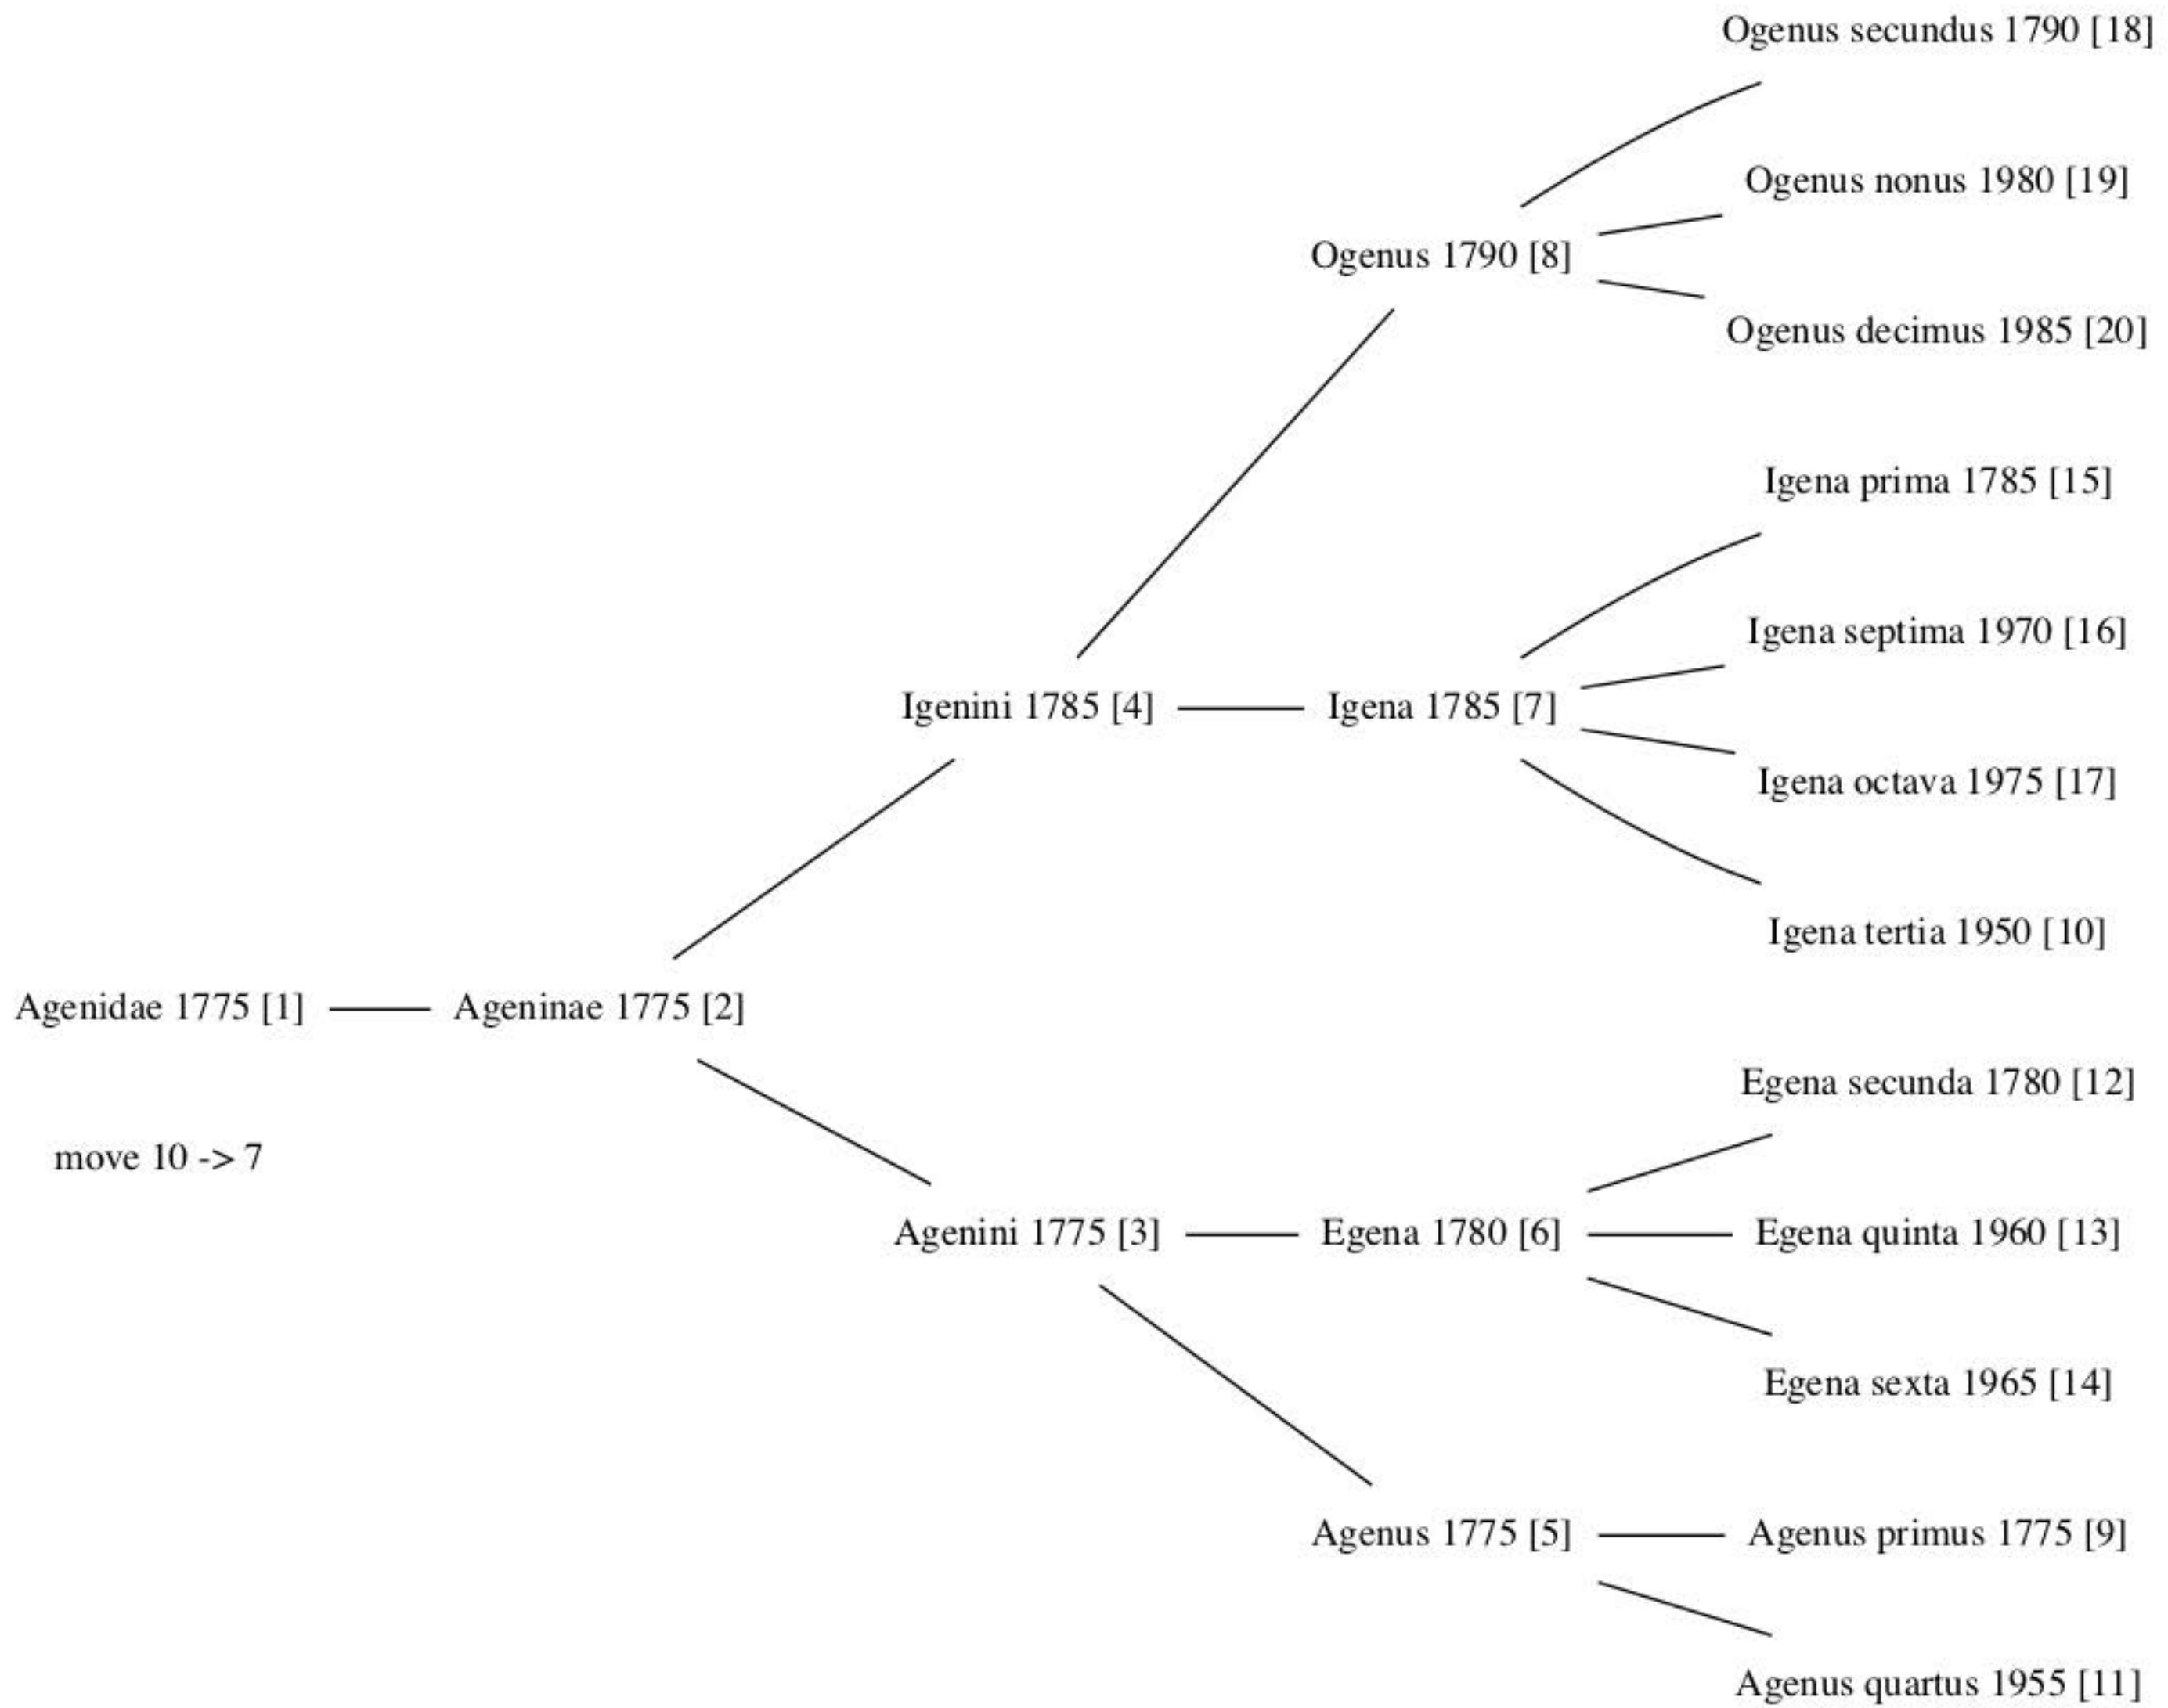 Ogenus secundus 1790 [18]
Ogenus nonus 1980 [19]
Ogenus 1790 [8]
Ogenus decimus 1985 [20]
Igena prima 1785 [15]
Igena septima 1970 [16]
Igenini 1785 [4]
Igena 1785 [7]
Igena octava 1975 [17]
Igena tertia 1950 [10]
Agenidae 1775 [1]
Ageninae 1775 [2]
Egena secunda 1780 [12]
move 10 -> 7
Agenini 1775 [3]
Egena 1780 [6]
Egena quinta 1960 [13]
Egena sexta 1965 [14]
Agenus 1775 [5]
Agenus primus 1775 [9]
Agenus quartus 1955 [11]